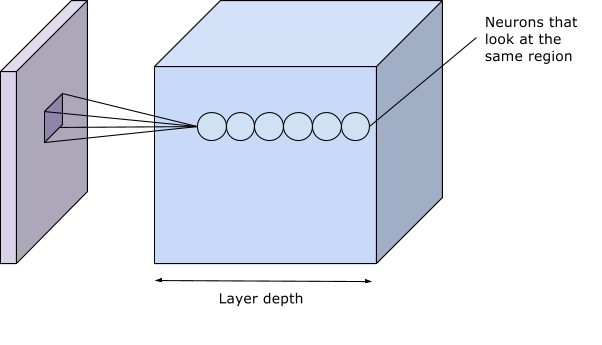 Neurons that
look at the
same region
Layer depth